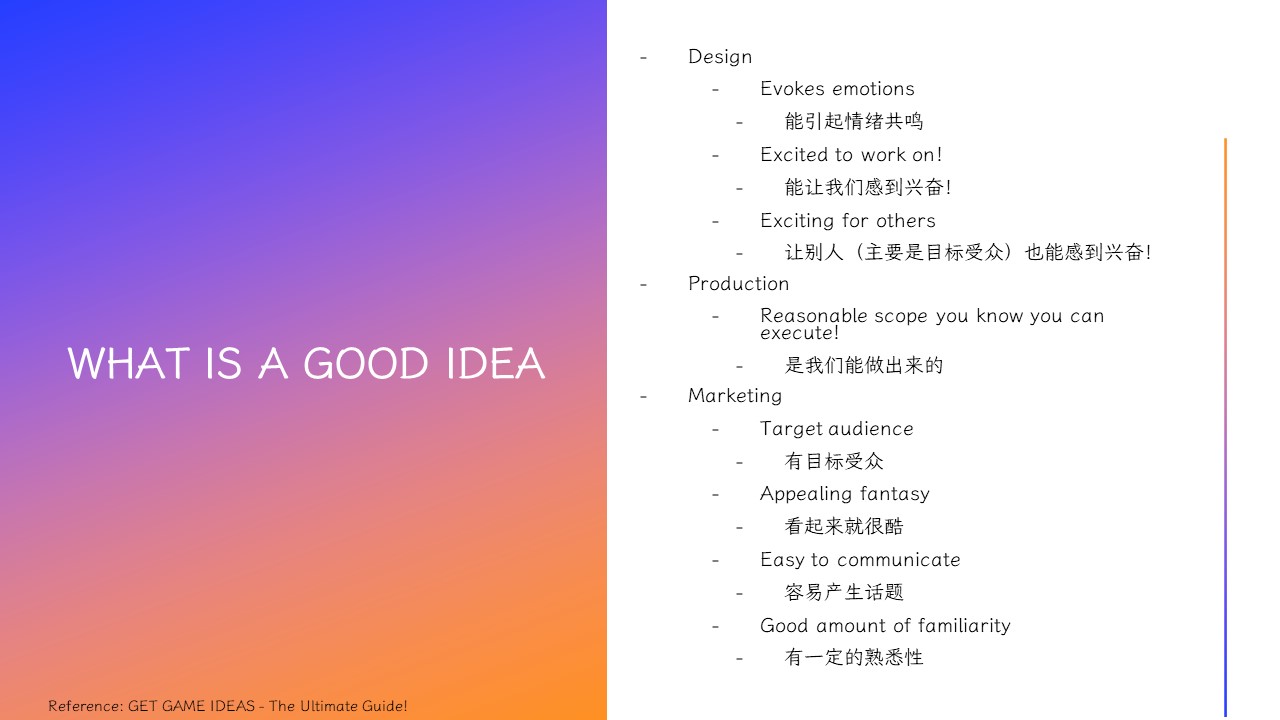 WHAT IS A GOOD IDEA
Reference: GET GAME IDEAS - The Ultimate Guide!
- Design
- Evokes emotions
- 能引起情绪共鸣
- Excited to work on!
- 能让我们感到兴奋!
- Exciting for others
- 让别人（主要是目标受众）也能感到兴奋!
- Production
- Reasonable scope you know you can
execute!
- 是我们能做出来的
- Marketing
- Target audience
- 有目标受众
- Appealing fantasy
- 看起来就很酷
- Easy to communicate
- 容易产生话题
- Good amount of familiarity
- 有一定的熟悉性